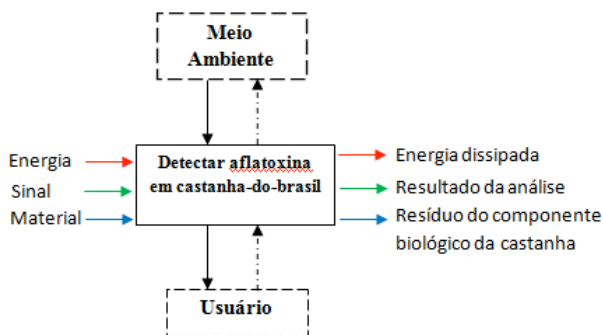 Meio
Ambiente
Energia
Sinal
Material
Detectar aflatoxina
em castanha-do-brasil
Energia dissipada
Resultado da análise
Resíduo do componente
biológico da castanha
Usuário